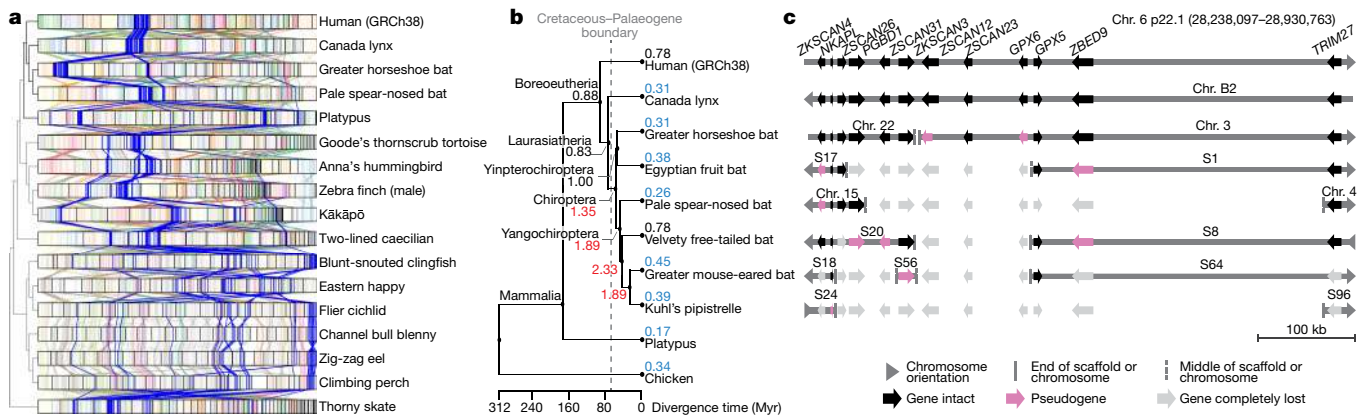 a
Human (GRCh38)
Canada lynx
Greater horseshoe bat
Pale spear-nosed bat
Platypus
Goode's thornscrub tortoise
Anna's hummingbird
Zebra finch (male)
Kākāpō
Two-lined caecilian
Blunt-snouted clingfish
Eastern happy
Flier cichlid
Channel bull blenny
Zig-zag eel
Climbing perch
Thorny skate
b
Cretaceous–Palaeogene
boundary
0.78
Human (GRCh38)
Boreoeutheria
0.88
0.31
Canada lynx
0.31
Greater horseshoe bat
Laurasiatheria
0.83
0.38
Egyptian fruit bat
Yinpterochiroptera
1.00
0.26
Pale spear-nosed bat
Chiroptera
1.35
0.78
Velvety free-tailed bat
Yangochiroptera
1.89
0.45
Greater mouse-eared bat
2.33
0.39
Kuhl's pipistrelle
1.89
Mammalia
0.17
Platypus
0.34
Chicken
312 240 160 80 0 Divergence time (Myr)
c
Chr. 6 p22.1 (28,238,097–28,930,763)
ZKSCAN4
NKAPL
ZSCAN26
PGBD1
ZSCAN31
ZKSCAN3
ZSCAN12
ZSCAN23
GPX6
GPX5
ZBED9
TRIM27
Chr. B2
Chr. 22 Chr. 3
S17 S1
Chr. 15 Chr. 4
S20 S8
S18 S56 S64
S24 S96
100 kb
Chromosome
orientation
End of scaffold or
chromosome
Middle of scaffold or
chromosome
Gene intact
Pseudogene
Gene completely lost